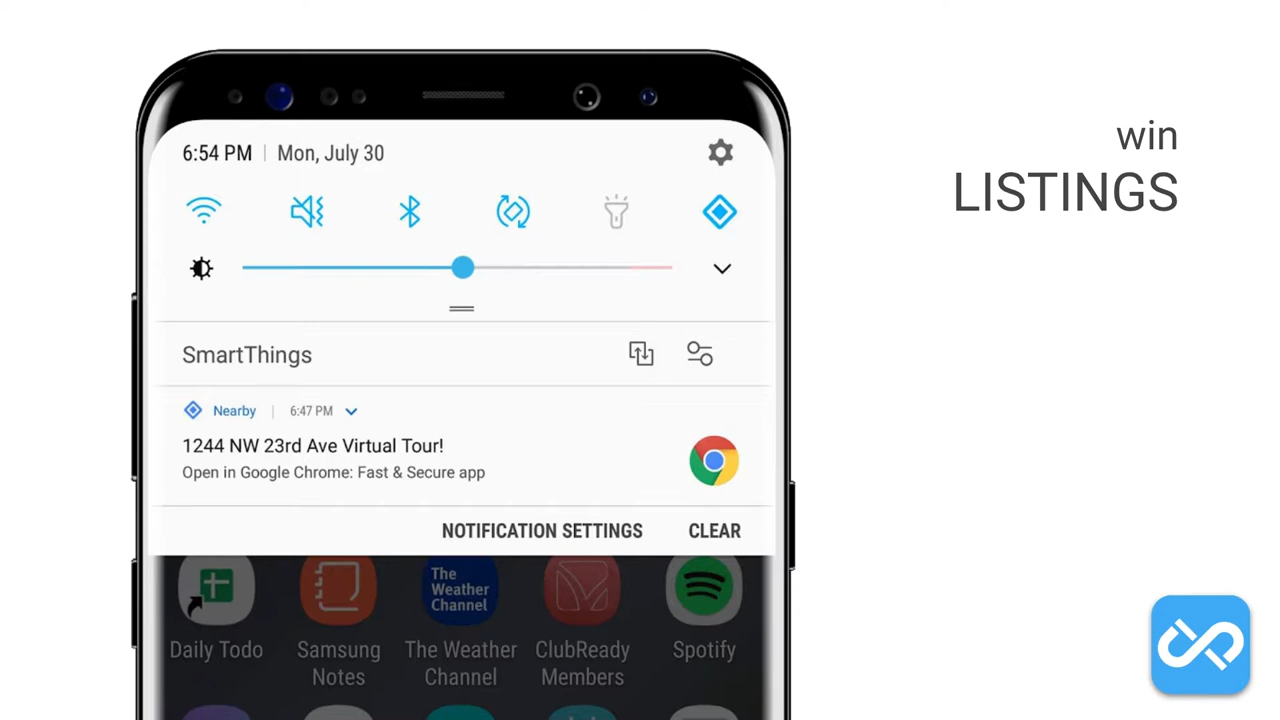 win
LISTINGS
6:54 PM | Mon, July 30
SmartThings
Nearby | 6:47 PM
1244 NW 23rd Ave Virtual Tour!
Open in Google Chrome: Fast & Secure app
NOTIFICATION SETTINGS CLEAR
The
Weather
Channel
Daily Todo Samsung Notes The Weather Channel ClubReady Members Spotify